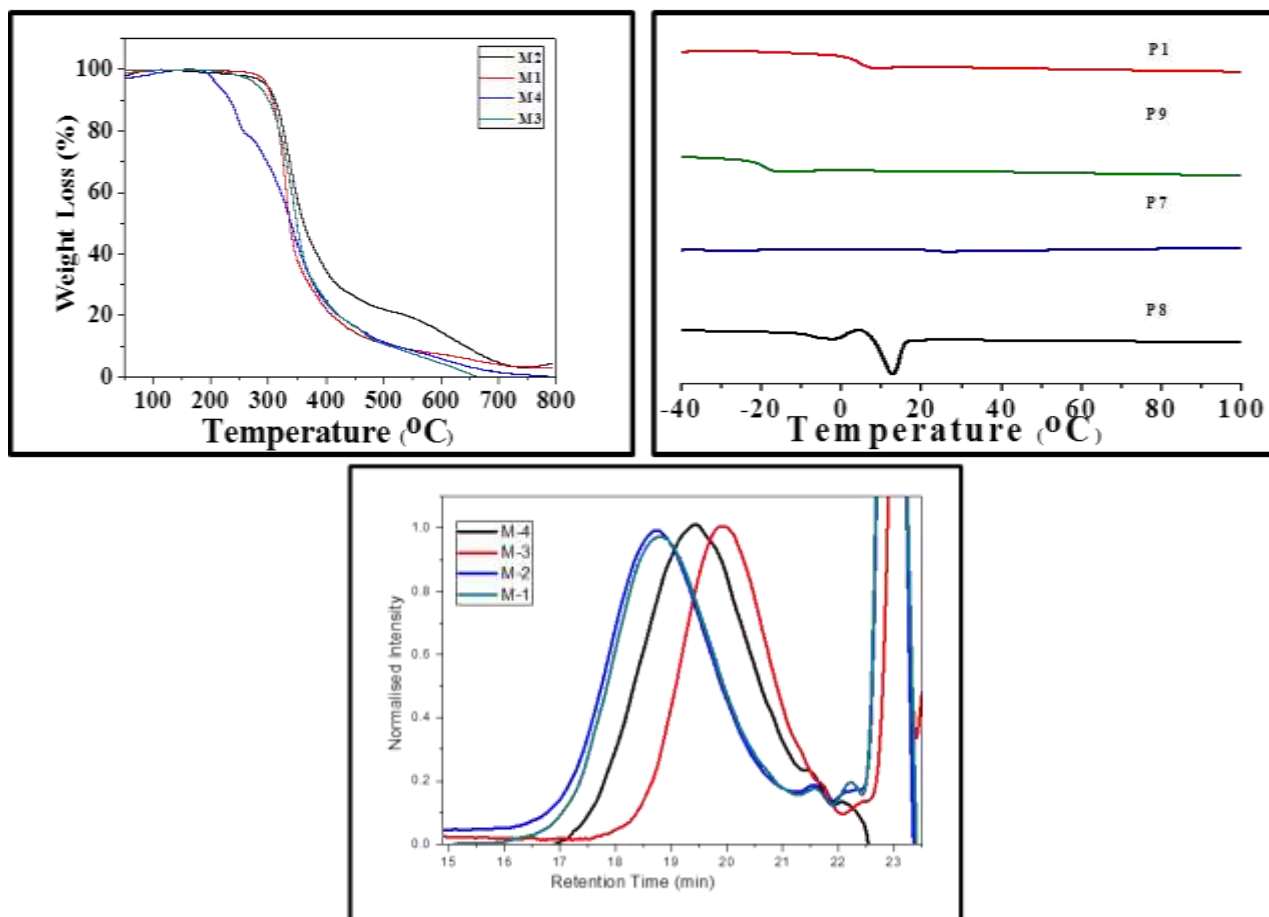 100
80
60
40
20
0
Weight Loss (%)
M2
M1
M4
M3
100 200 300 400 500 600 700 800
Temperature (ºC)
P1
P9
P7
P8
-40 -20 0 20 40 60 80 100
Temperature (ºC)
1.0
0.8
0.6
0.4
0.2
0.0
Normalised Intensity
M-4
M-3
M-2
M-1
15 16 17 18 19 20 21 22 23
Retention Time (min)